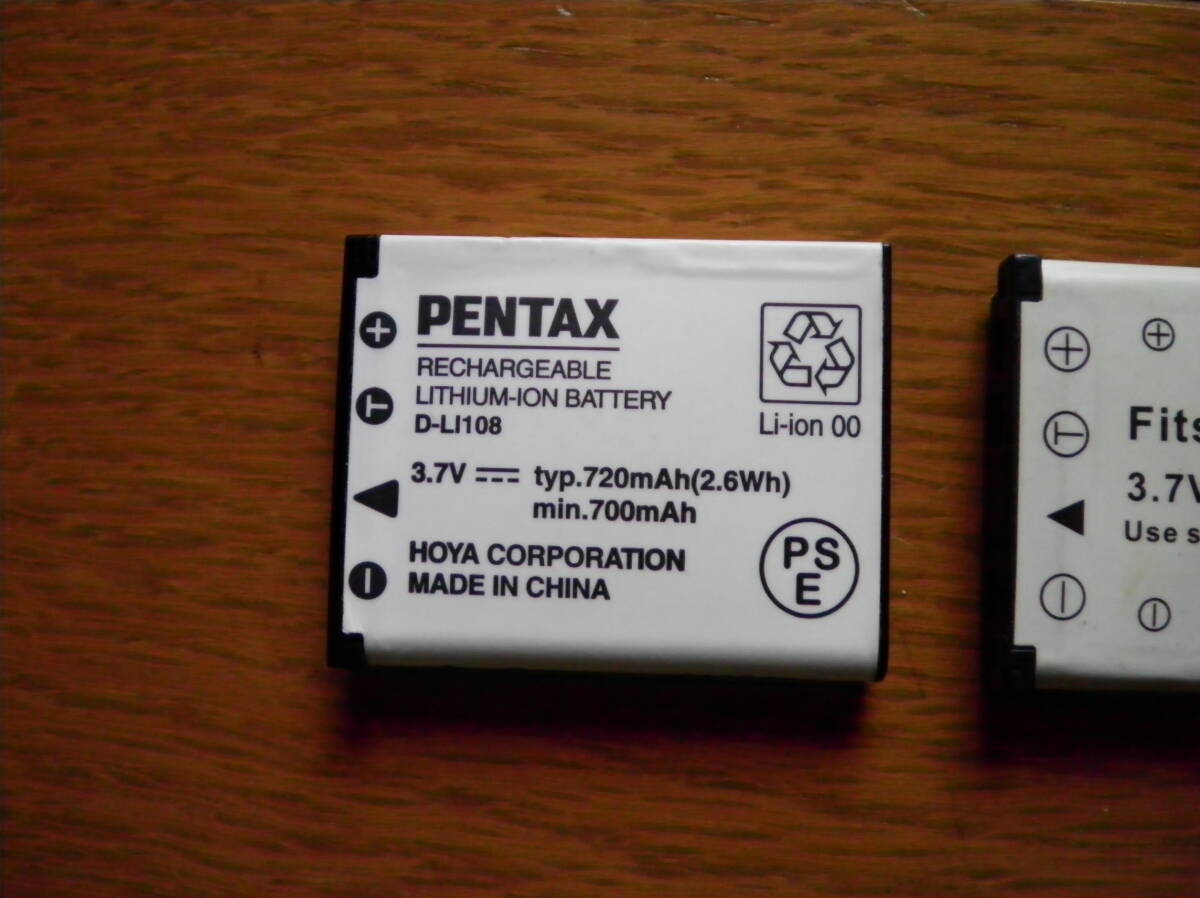 PENTAX
RECHARGEABLE
LITHIUM-ION BATTERY
D-LI108
Li-ion 00
3.7V typ.720mAh(2.6Wh)
min.700mAh
HOYA CORPORATION
MADE IN CHINA
PS
E
+
T
-
+
T
-
+
-
Fits
3.7V
Use